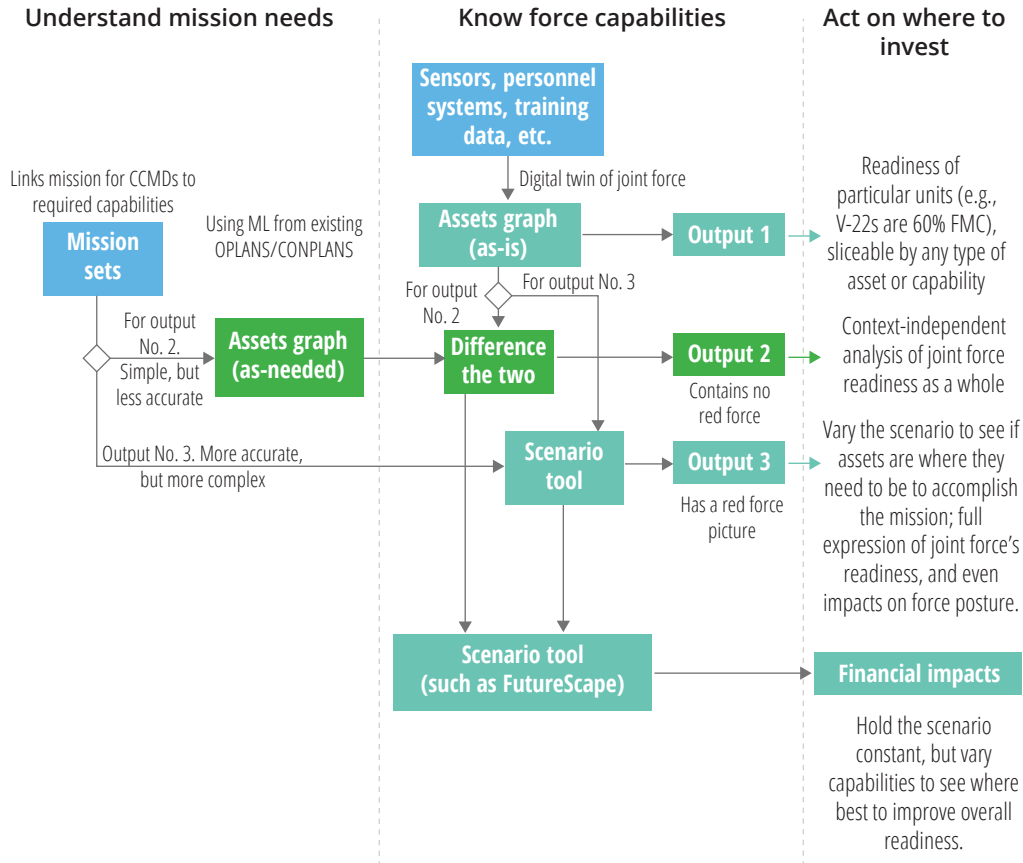 Understand mission needs
Know force capabilities
Act on where to
invest
Links mission for CCMDs to
required capabilities
Mission
sets
Using ML from existing
OPLANS/CONPLANS
For output
No. 2.
Simple, but
less accurate
Assets graph
(as-needed)
Output No. 3. More accurate,
but more complex
Sensors, personnel
systems, training
data, etc.
Digital twin of joint force
Assets graph
(as-is)
For output
No. 2
For output No. 3
Difference
the two
Scenario
tool
Scenario tool
(such as FutureScape)
Output 1
Output 2
Contains no
red force
Output 3
Has a red force
picture
Readiness of
particular units (e.g.,
V-22s are 60% FMC),
sliceable by any type of
asset or capability
Context-independent
analysis of joint force
readiness as a whole
Vary the scenario to see if
assets are where they
need to be to accomplish
the mission; full
expression of joint force’s
readiness, and even
impacts on force posture.
Financial impacts
Hold the scenario
constant, but vary
capabilities to see where
best to improve overall
readiness.